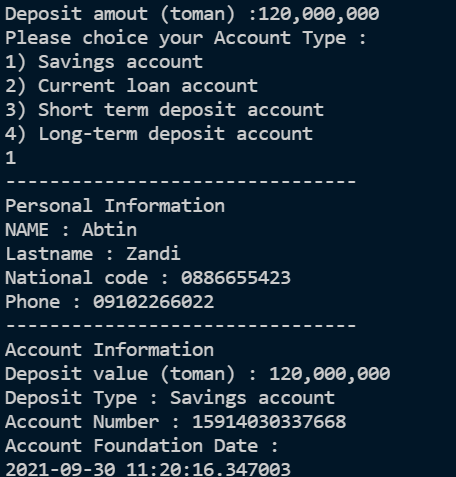 Deposit amout (toman) :120,000,000
Please choice your Account Type :
1) Savings account
2) Current loan account
3) Short term deposit account
4) Long-term deposit account
1
--------------------------------
Personal Information
NAME : Abtin
Lastname : Zandi
National code : 0886655423
Phone : 09102266022
--------------------------------
Account Information
Deposit value (toman) : 120,000,000
Deposit Type : Savings account
Account Number : 15914030337668
Account Foundation Date :
2021-09-30 11:20:16.347003